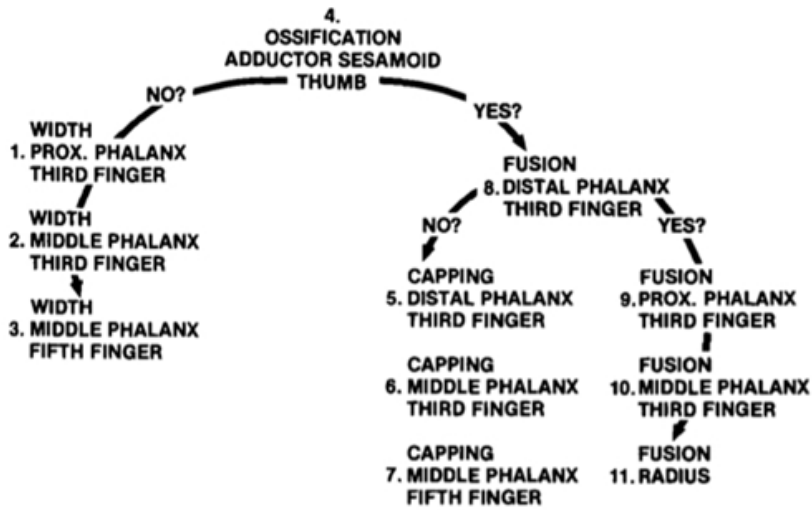 4.
OSSIFICATION
ADDUCTOR SESAMOID
THUMB
NO?
YES?
WIDTH
1. PROX. PHALANX
THIRD FINGER
WIDTH
2. MIDDLE PHALANX
THIRD FINGER
WIDTH
3. MIDDLE PHALANX
FIFTH FINGER
FUSION
8. DISTAL PHALANX
THIRD FINGER
NO?
YES?
CAPPING
5. DISTAL PHALANX
THIRD FINGER
CAPPING
6. MIDDLE PHALANX
THIRD FINGER
CAPPING
7. MIDDLE PHALANX
FIFTH FINGER
FUSION
9. PROX. PHALANX
THIRD FINGER
FUSION
10. MIDDLE PHALANX
THIRD FINGER
FUSION
11. RADIUS